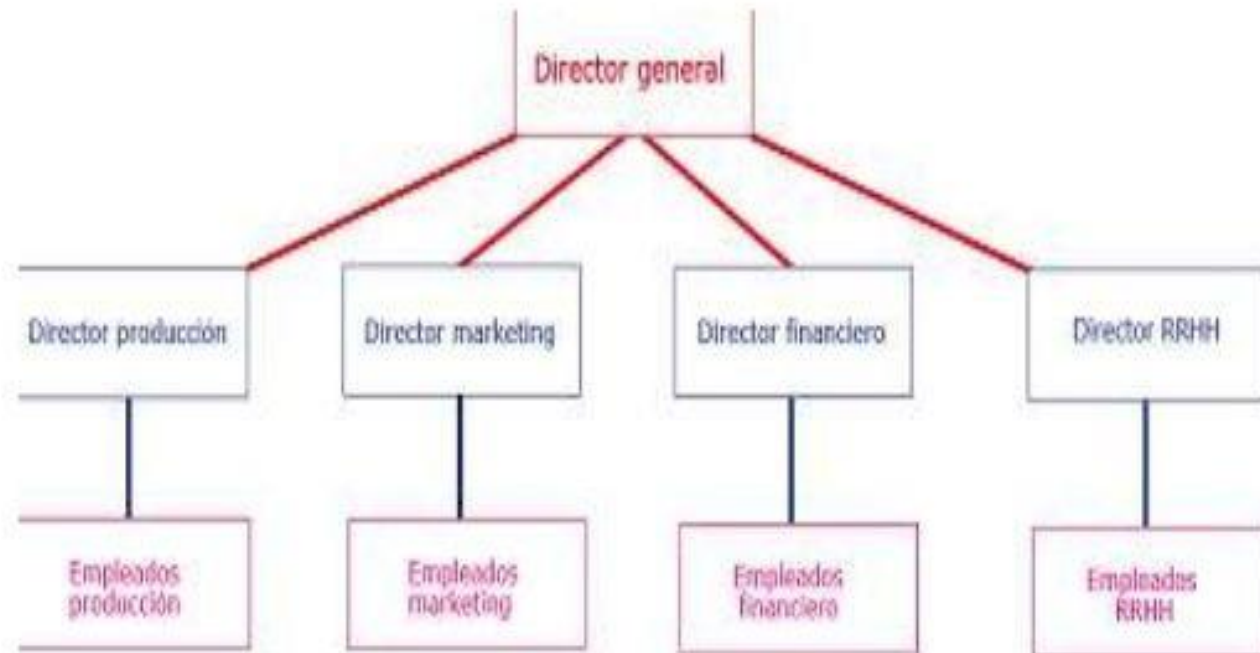 Director general
Director producción
Director marketing
Director financiero
Director RRHH
Empleados
producción
Empleados
marketing
Empleados
financiero
Empleados
RRHH